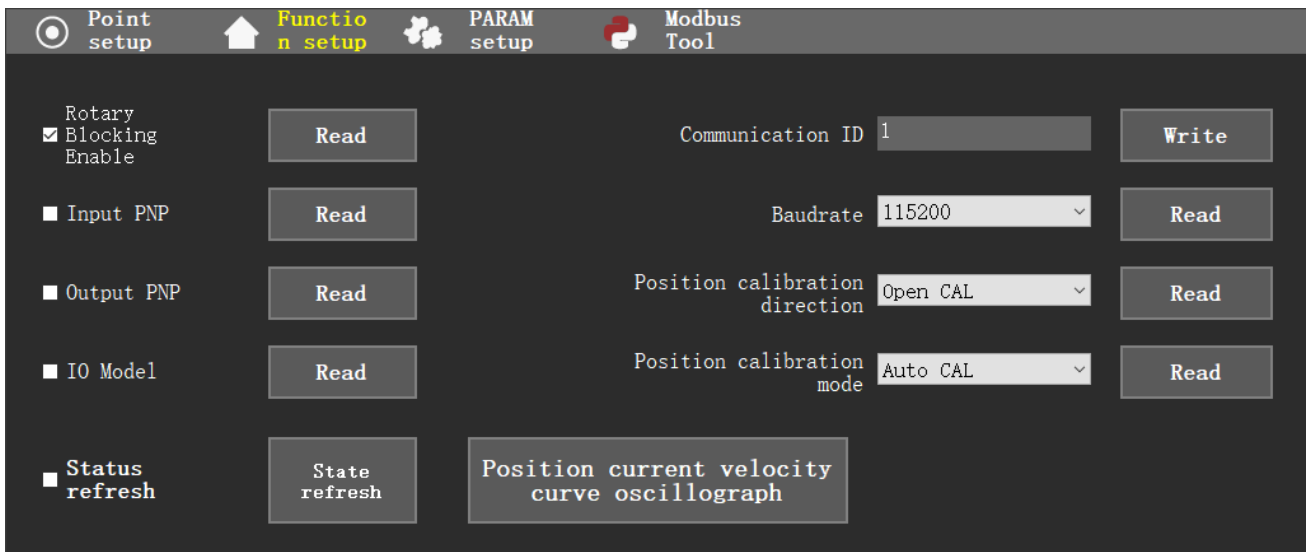 Point
setup
Functio
n setup
PARAM
setup
Modbus
Tool
Rotary
Blocking
Enable
Read
Communication ID
1
Write
Input PNP
Read
Baudrate
115200
Read
Output PNP
Read
Position calibration
direction
Open CAL
Read
IO Model
Read
Position calibration
mode
Auto CAL
Read
Status
refresh
State
refresh
Position current velocity
curve oscillograph